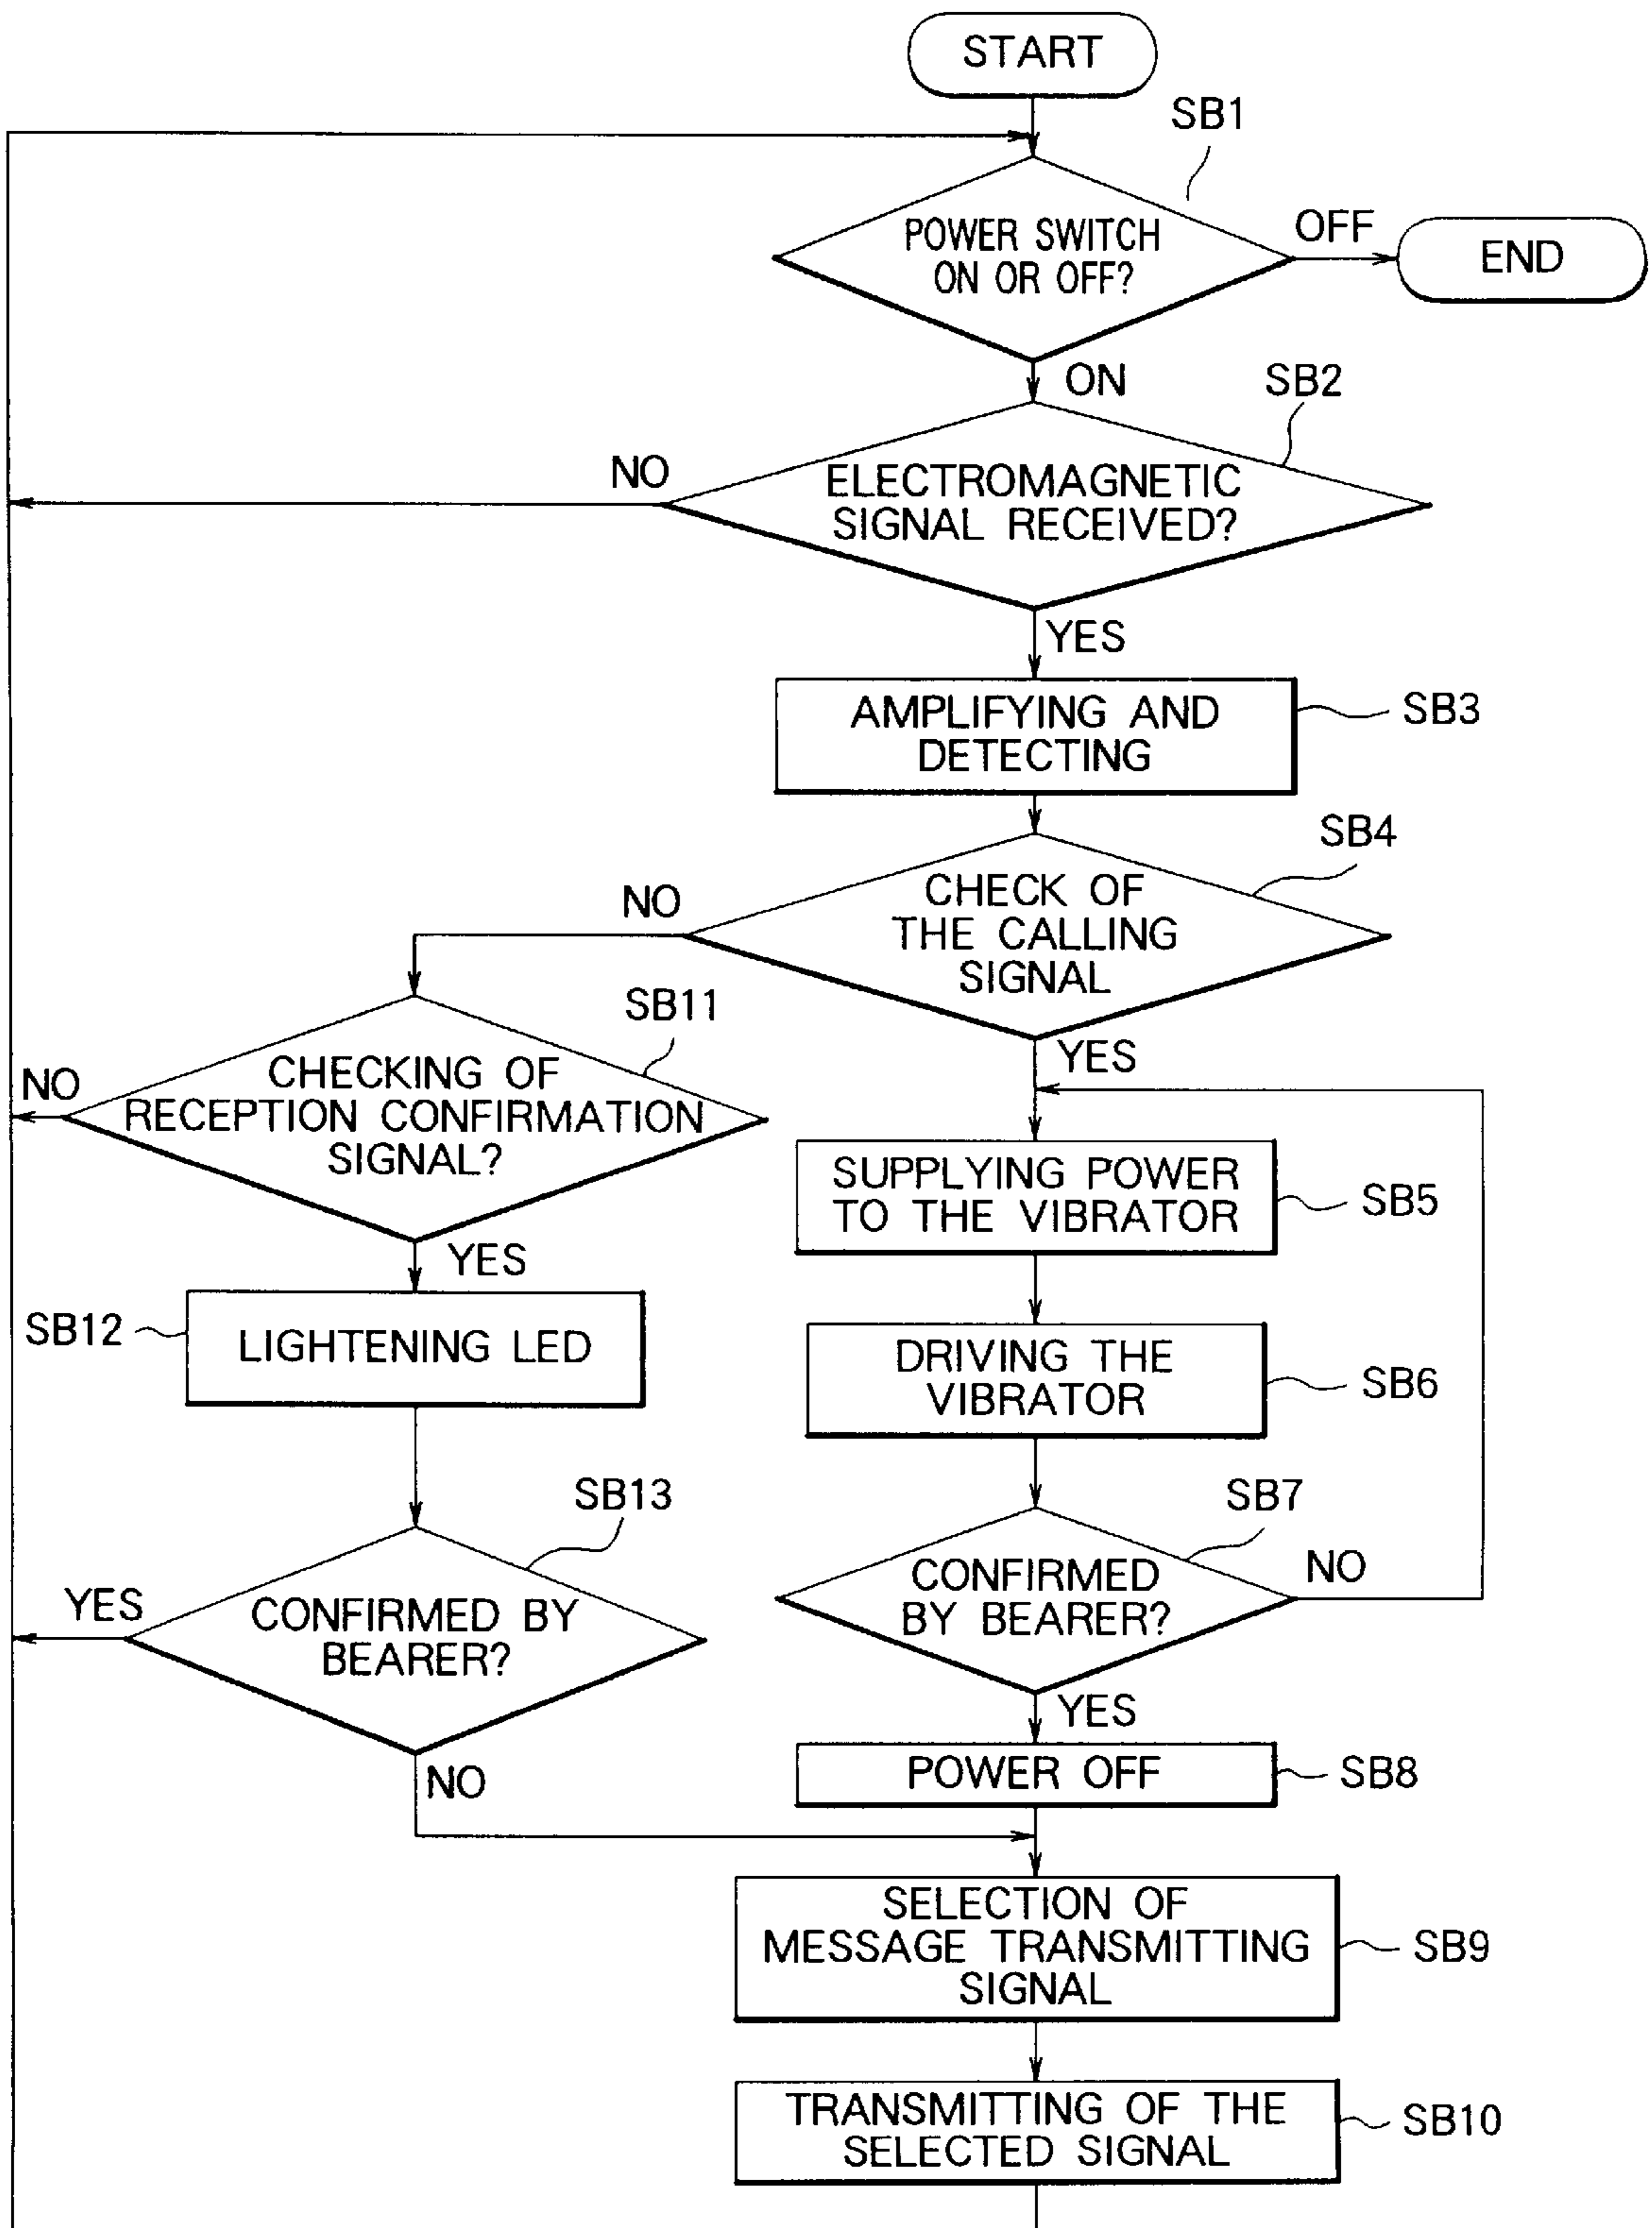 START
SB1
POWER SWITCH
ON OR OFF?
OFF
END
ON
SB2
NO
ELECTROMAGNETIC
SIGNAL RECEIVED?
YES
AMPLIFYING AND
DETECTING
SB3
SB4
NO
CHECK OF
THE CALLING
SIGNAL
YES
SB11
NO
CHECKING OF
RECEPTION CONFIRMATION
SIGNAL?
YES
SB12
LIGHTENING LED
SB13
YES
CONFIRMED BY
BEARER?
NO
SUPPLYING POWER
TO THE VIBRATOR
SB5
DRIVING THE
VIBRATOR
SB6
SB7
CONFIRMED
BY BEARER?
NO
YES
POWER OFF
SB8
SELECTION OF
MESSAGE TRANSMITTING
SIGNAL
SB9
TRANSMITTING OF THE
SELECTED SIGNAL
SB10